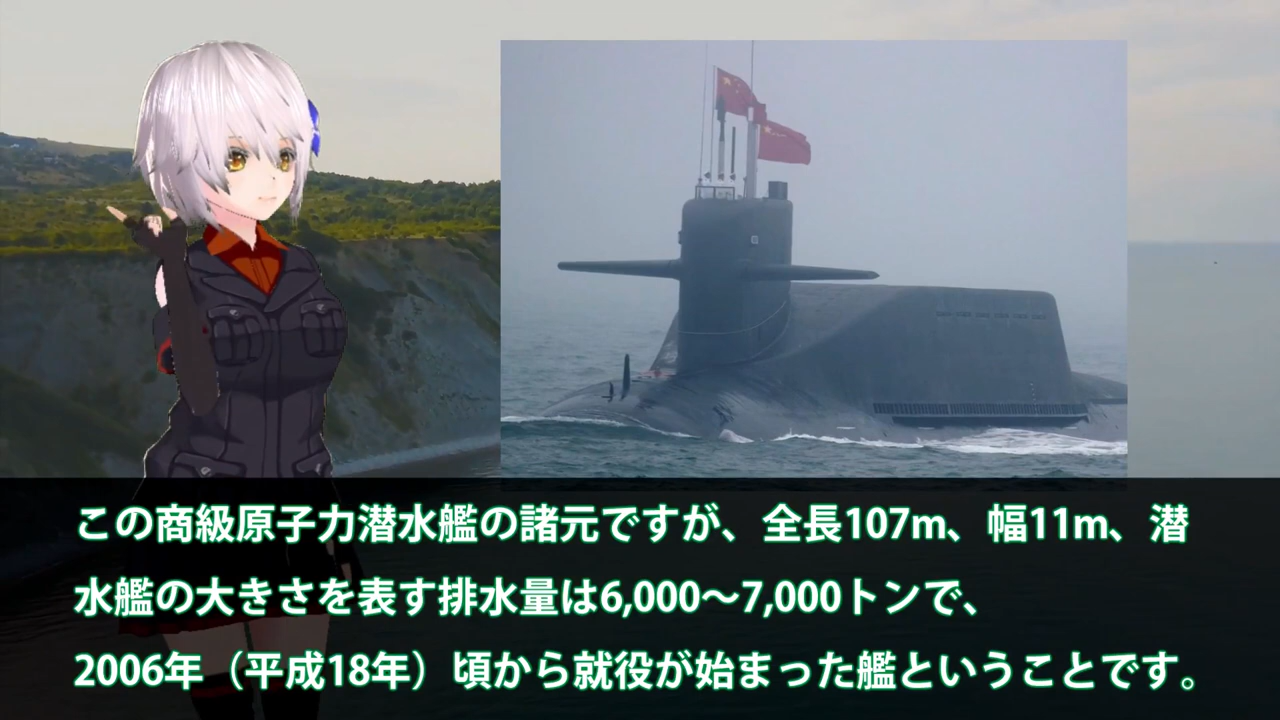 この商級原子力潜水艦の諸元ですが、全長107m、幅11m、潜
水艦の大きさを表す排水量は6,000～7,000トンで、
2006年（平成18年）頃から就役が始まった艦ということです。